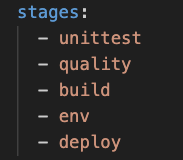 stages:
  - unittest
  - quality
  - build
  - env
  - deploy